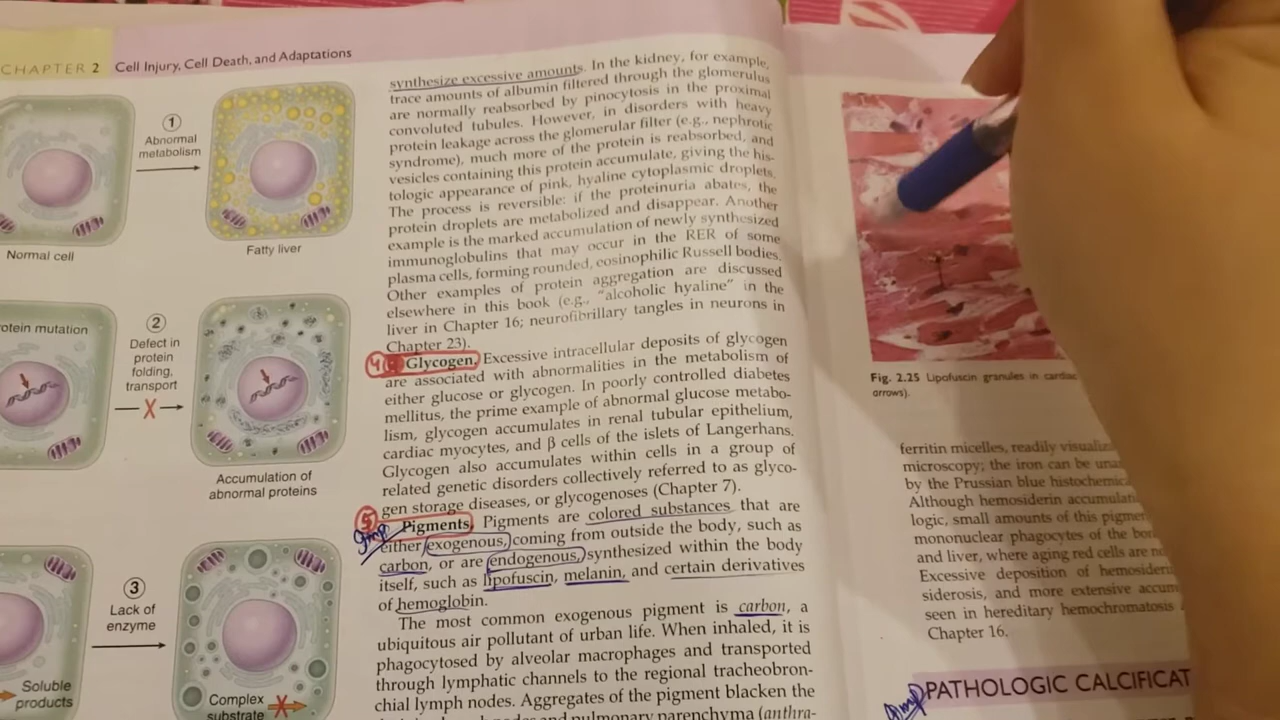 CHAPTER 2 Cell Injury, Cell Death, and Adaptations
1
Abnormal
metabolism
Normal cell
Fatty liver
otein mutation
2
Defect in
protein
folding,
transport
X
Accumulation of
abnormal proteins
3
Lack of
enzyme
Soluble
products
Complex
substrate
synthesize excessive amounts. In the kidney, for example,
trace amounts of albumin filtered through the glomerulus
are normally reabsorbed by pinocytosis in the proximal
convoluted tubules. However, in disorders with heavy
protein leakage across the glomerular filter (e.g., nephrotic
syndrome), much more of the protein is reabsorbed, and
vesicles containing this protein accumulate, giving the his-
tologic appearance of pink, hyaline cytoplasmic droplets.
The process is reversible: if the proteinuria abates, the
protein droplets are metabolized and disappear. Another
example is the marked accumulation of newly synthesized
immunoglobulins that may occur in the RER of some
plasma cells, forming rounded, eosinophilic Russell bodies.
Other examples of protein aggregation are discussed
elsewhere in this book (e.g., "alcoholic hyaline" in the
liver in Chapter 16; neurofibrillary tangles in neurons in
Chapter 23).
4 Glycogen. Excessive intracellular deposits of glycogen
are associated with abnormalities in the metabolism of
either glucose or glycogen. In poorly controlled diabetes
mellitus, the prime example of abnormal glucose metabo-
lism, glycogen accumulates in renal tubular epithelium,
cardiac myocytes, and β cells of the islets of Langerhans.
Glycogen also accumulates within cells in a group of
related genetic disorders collectively referred to as glyco-
gen storage diseases, or glycogenoses (Chapter 7).
5 Pigments. Pigments are colored substances that are
Imp either exogenous, coming from outside the body, such as
carbon, or are endogenous, synthesized within the body
itself, such as lipofuscin, melanin, and certain derivatives
of hemoglobin.
The most common exogenous pigment is carbon, a
ubiquitous air pollutant of urban life. When inhaled, it is
phagocytosed by alveolar macrophages and transported
through lymphatic channels to the regional tracheobron-
chial lymph nodes. Aggregates of the pigment blacken the
nodes and pulmonary parenchyma (anthra-
Fig. 2.25 Lipofuscin granules in cardiac
arrows).
ferritin micelles, readily visualiz
microscopy; the iron can be una
by the Prussian blue histochemica
Although hemosiderin accumulat
logic, small amounts of this pigmen
mononuclear phagocytes of the bon
and liver, where aging red cells are no
Excessive deposition of hemosideri
siderosis, and more extensive accum
seen in hereditary hemochromatosis
Chapter 16.
Imp PATHOLOGIC CALCIFICAT